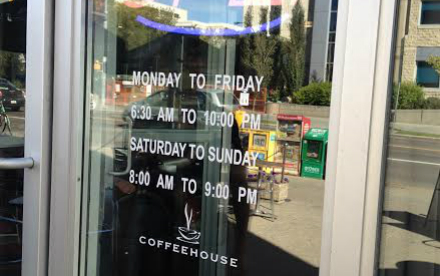 MONDAY TO FRIDAY
6:30 AM TO 10:00 PM
SATURDAY TO SUNDAY
8:00 AM TO 9:00 PM
COFFEEHOUSE